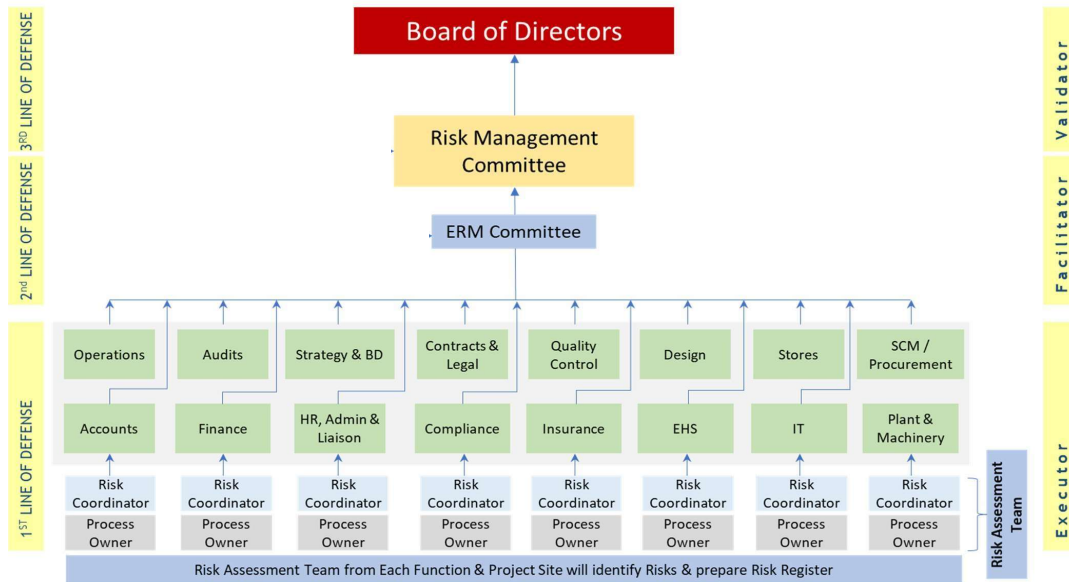 Board of Directors
Risk Management
Committee
ERM Committee
3RD LINE OF DEFENSE
2nd LINE OF DEFENSE
1ST LINE OF DEFENSE
Validator
Facilitator
Executor
Operations
Audits
Strategy & BD
Contracts &
Legal
Quality
Control
Design
Stores
SCM /
Procurement
Accounts
Finance
HR, Admin &
Liaison
Compliance
Insurance
EHS
IT
Plant &
Machinery
Risk
Coordinator
Risk
Coordinator
Risk
Coordinator
Risk
Coordinator
Risk
Coordinator
Risk
Coordinator
Risk
Coordinator
Risk
Coordinator
Process
Owner
Process
Owner
Process
Owner
Process
Owner
Process
Owner
Process
Owner
Process
Owner
Process
Owner
Risk Assessment
Team
Risk Assessment Team from Each Function & Project Site will identify Risks & prepare Risk Register